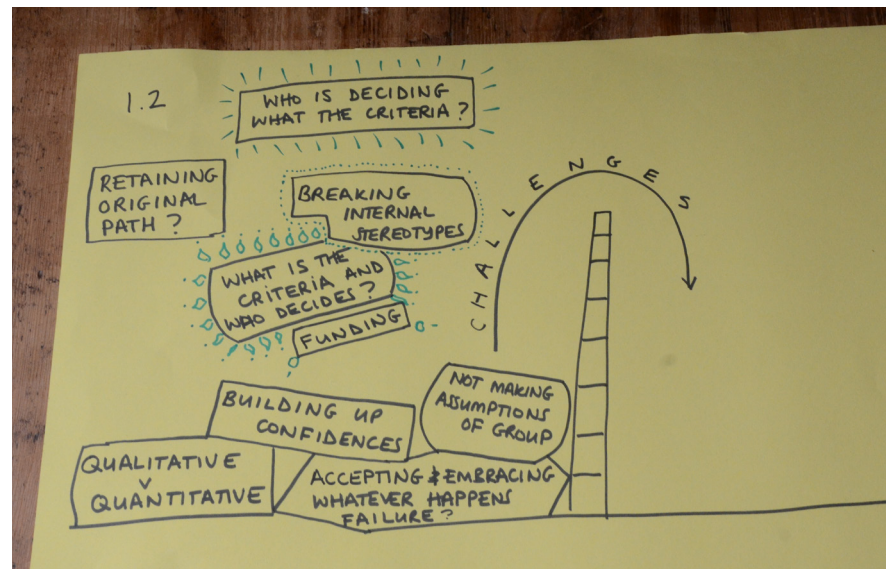 1.2
WHO IS DECIDING
WHAT THE CRITERIA?
RETAINING
ORIGINAL
PATH?
BREAKING
INTERNAL
STEREOTYPES
WHAT IS THE
CRITERIA AND
WHO DECIDES?
FUNDING
CHALLENGES
BUILDING UP
CONFIDENCES
NOT MAKING
ASSUMPTIONS
OF GROUP
QUALITATIVE
V
QUANTITATIVE
ACCEPTING & EMBRACING
WHATEVER HAPPENS
FAILURE?